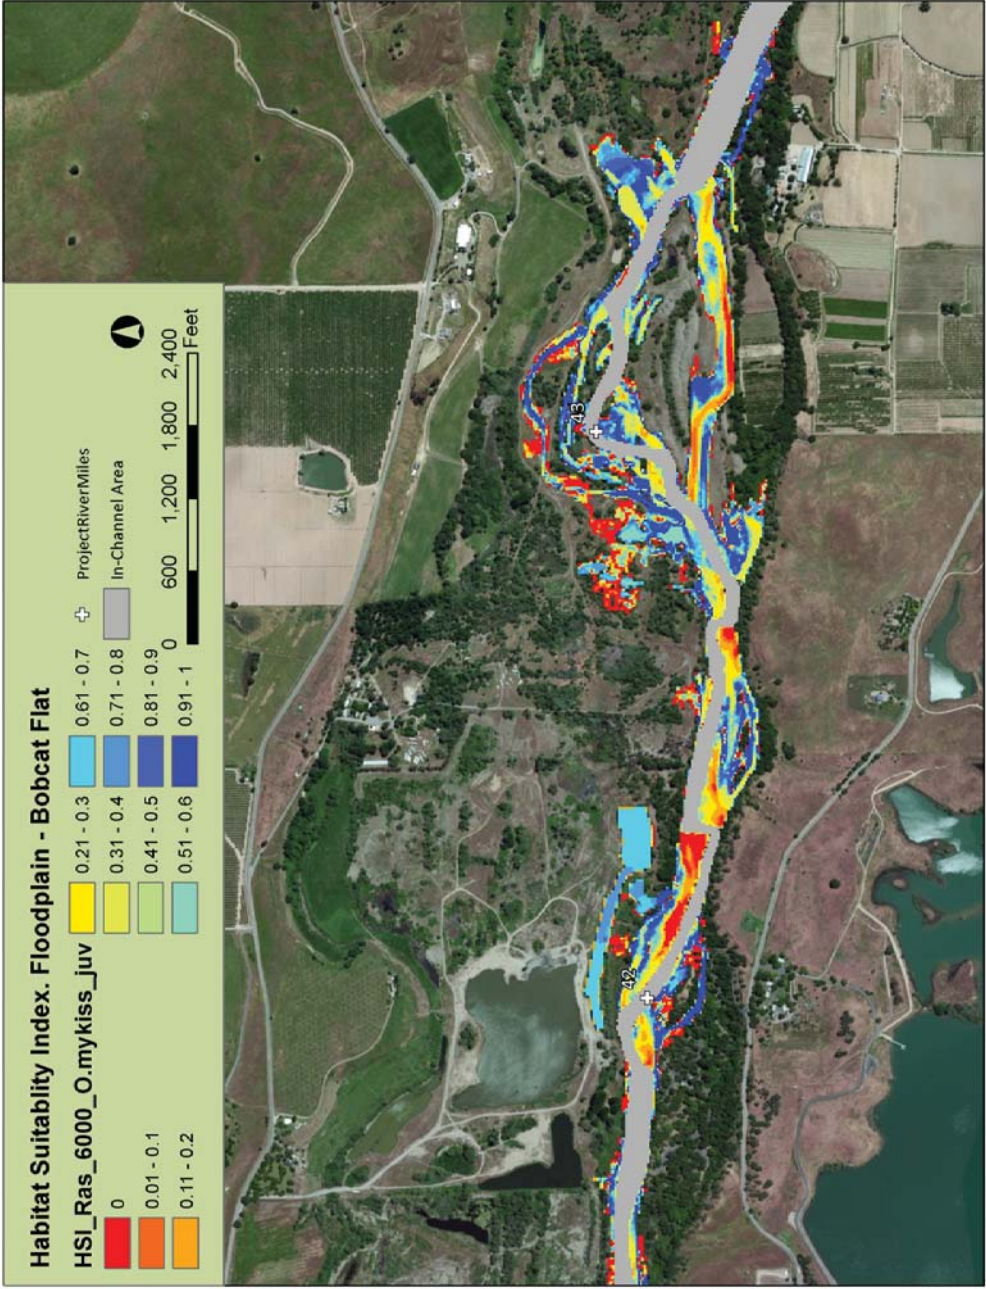 Habitat Suitablity Index. Floodplain - Bobcat Flat
HSI_Ras_6000_O.mykiss_juv
0
0.01 - 0.1
0.11 - 0.2
0.21 - 0.3
0.31 - 0.4
0.41 - 0.5
0.51 - 0.6
0.61 - 0.7
0.71 - 0.8
0.81 - 0.9
0.91 - 1
ProjectRiverMiles
In-Channel Area
0 600 1,200 1,800 2,400
Feet
42
43